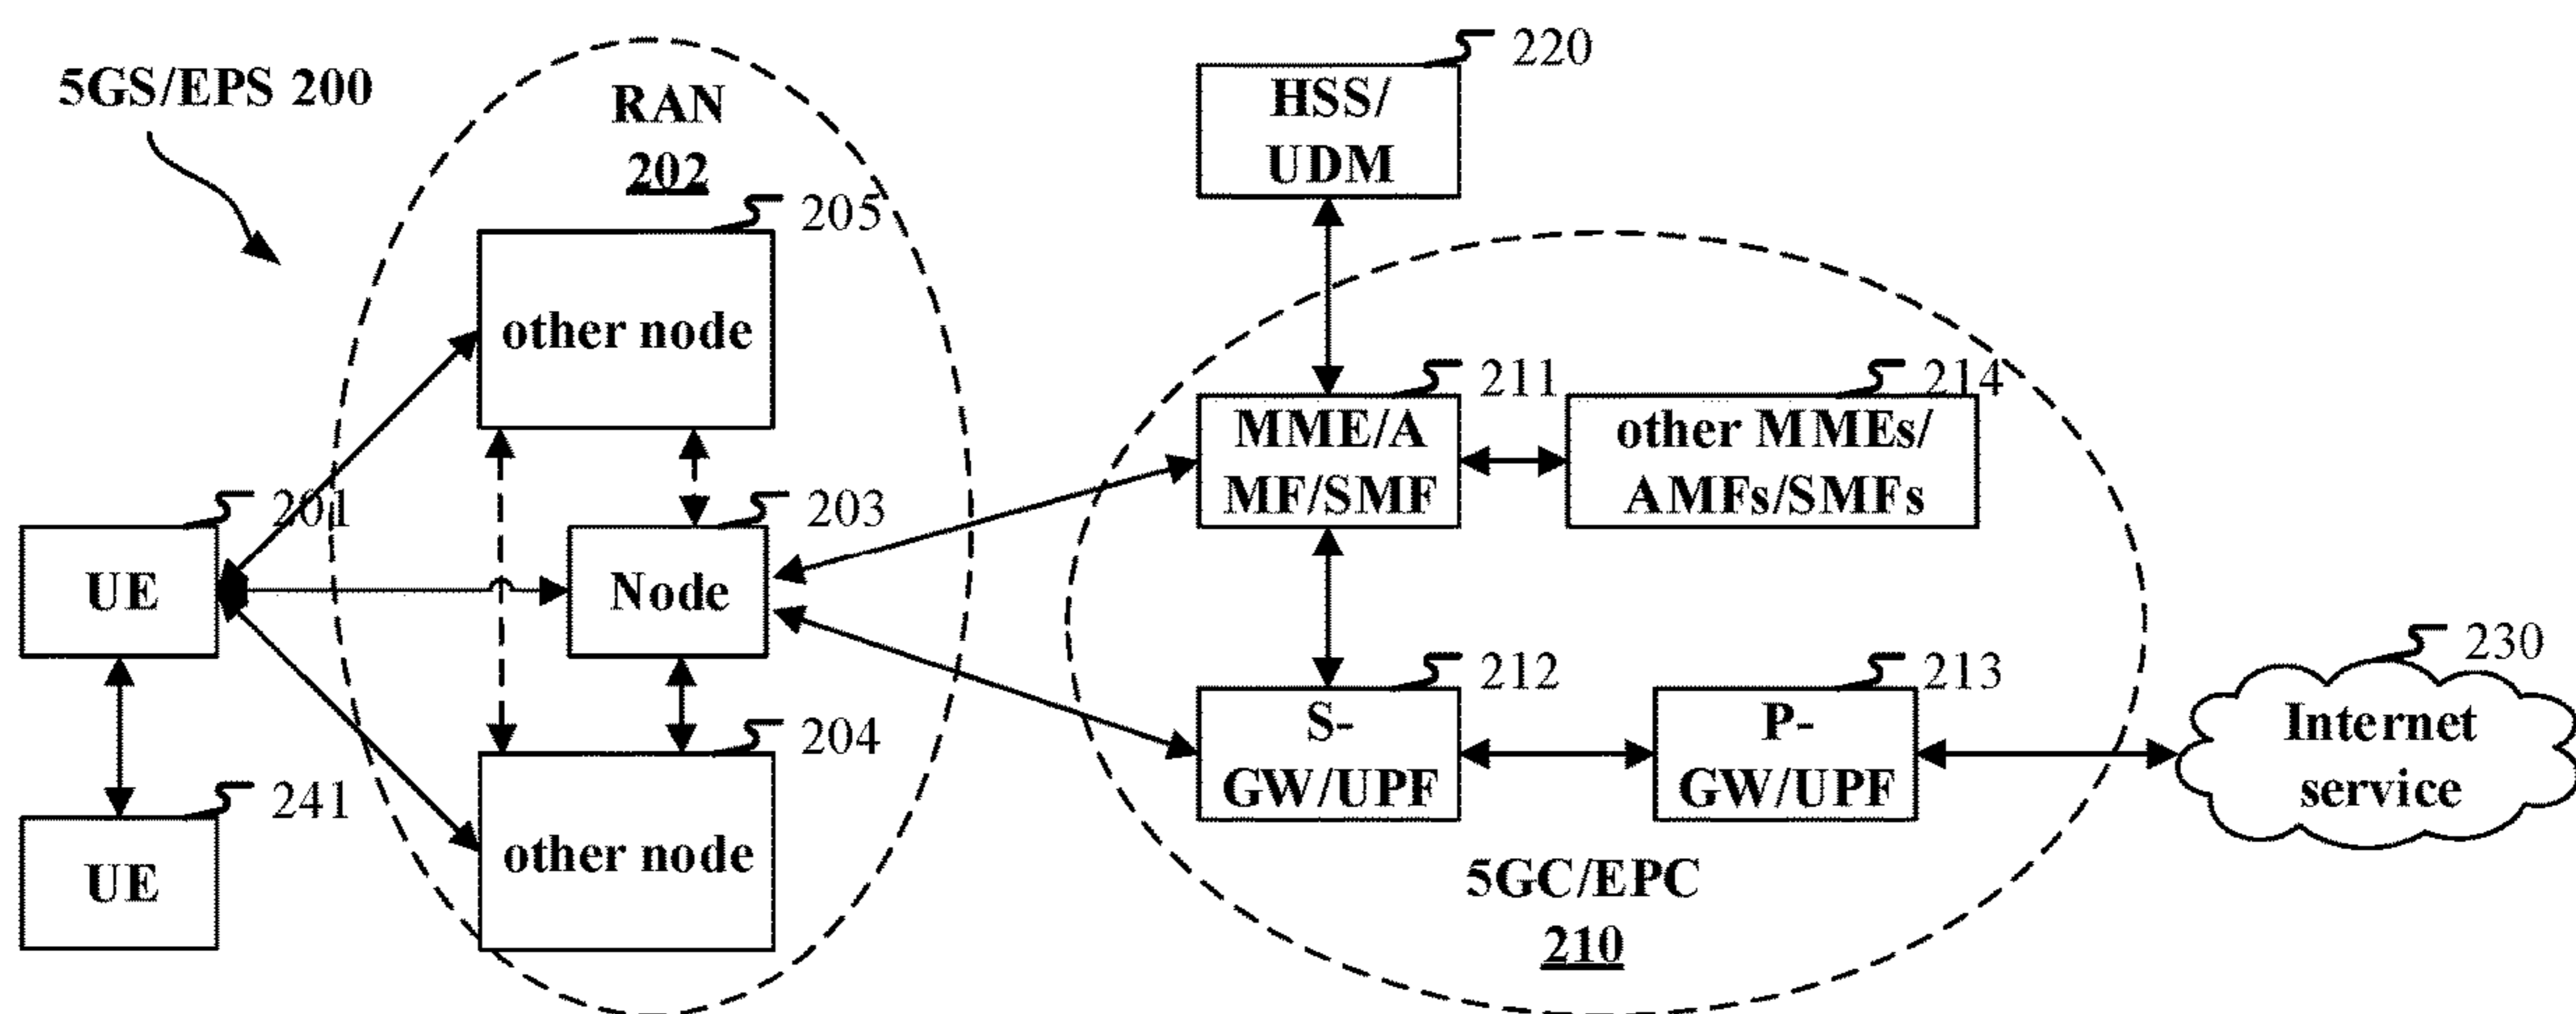 5GS/EPS 200
RAN
202
220
HSS/
UDM
205
other node
201
UE
203
Node
204
other node
241
UE
211
MME/A
MF/SMF
214
other MMEs/
AMFs/SMFs
212
S-
GW/UPF
213
P-
GW/UPF
230
Internet
service
5GC/EPC
210